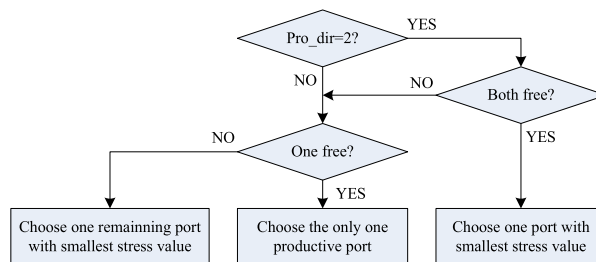 Pro_dir=2?
YES
NO
NO
Both free?
NO
One free?
YES
YES
Choose one remainning port
with smallest stress value
Choose the only one
productive port
Choose one port with
smallest stress value